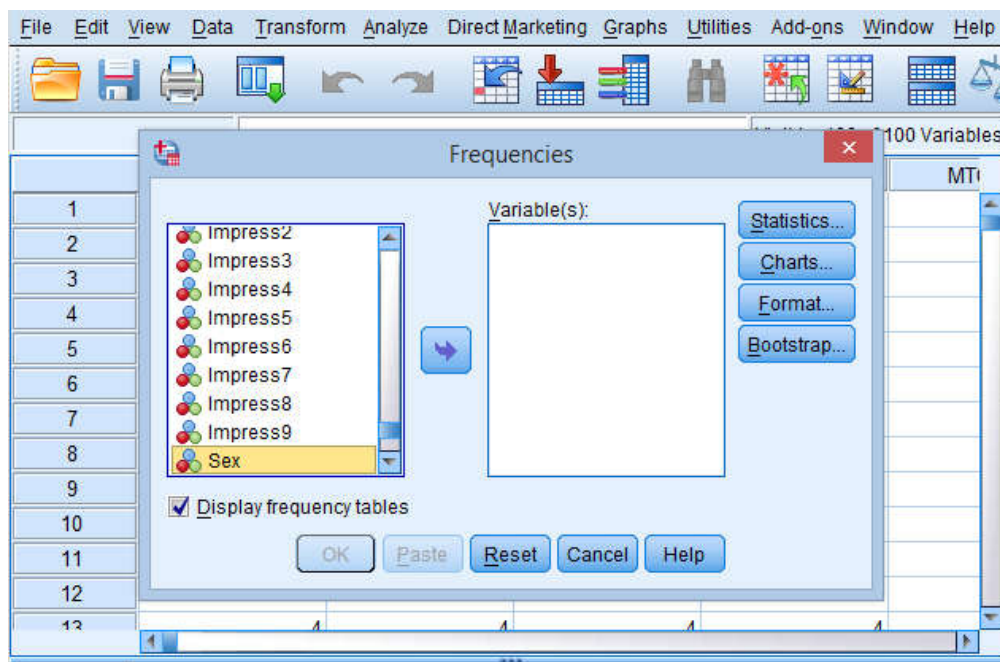 File Edit View Data Transform Analyze Direct Marketing Graphs Utilities Add-ons Window Help
100 Variables
Frequencies
MT
1
2
3
4
5
6
7
8
9
10
11
12
13 4 4 4 4
Variable(s):
Impress2
Impress3
Impress4
Impress5
Impress6
Impress7
Impress8
Impress9
Sex
Statistics...
Charts...
Format...
Bootstrap...
Display frequency tables
OK Paste Reset Cancel Help